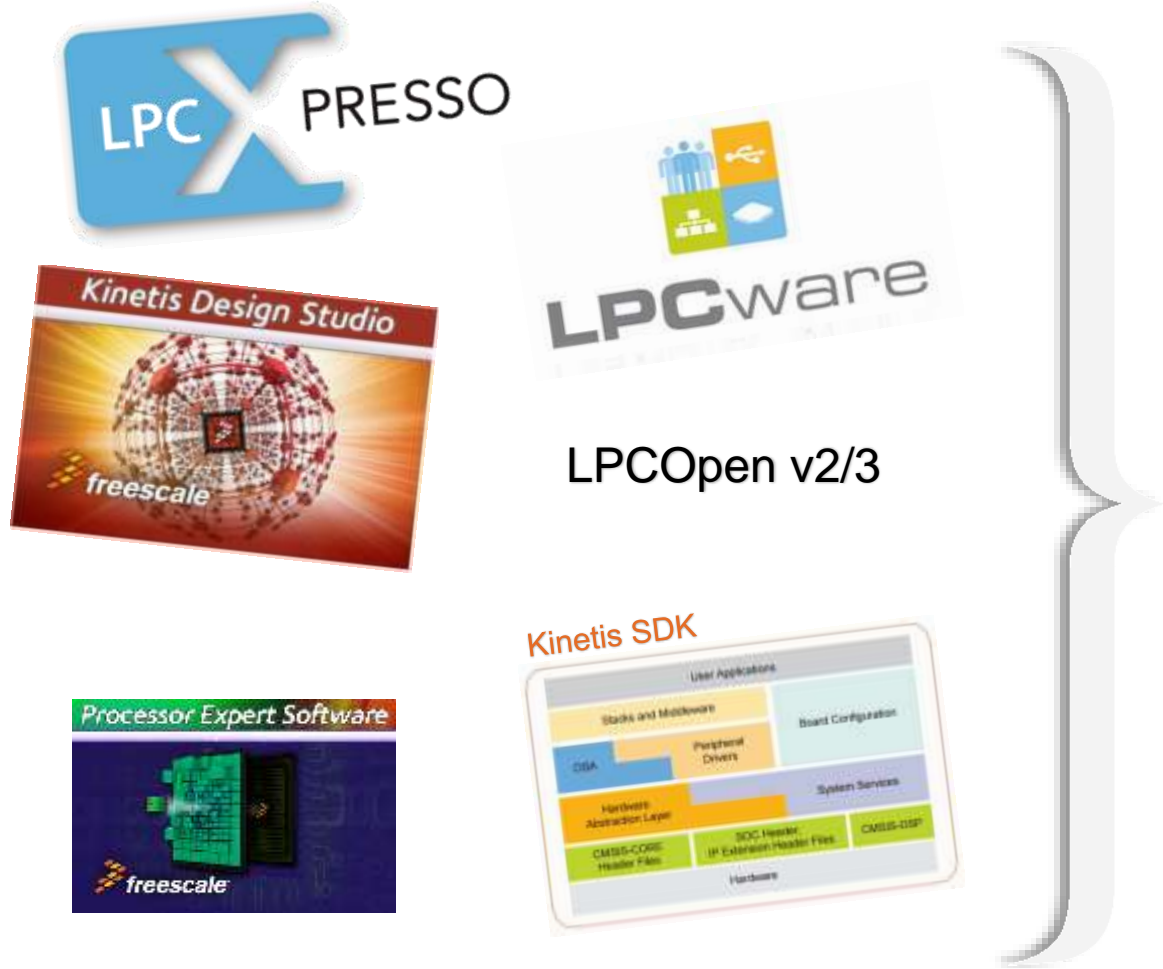 LPC XPRESSO
LPCware
Kinetis Design Studio
freescale
LPCOpen v2/3
Kinetis SDK
User Applications
Stacks and Middleware
Board Configuration
OSA
Peripheral
Drivers
System Services
Hardware
Abstraction Layer
CMSIS-CORE
Header Files
SOC Header,
IP Extension Header Files
CMSIS-DSP
Hardware
Processor Expert Software
freescale